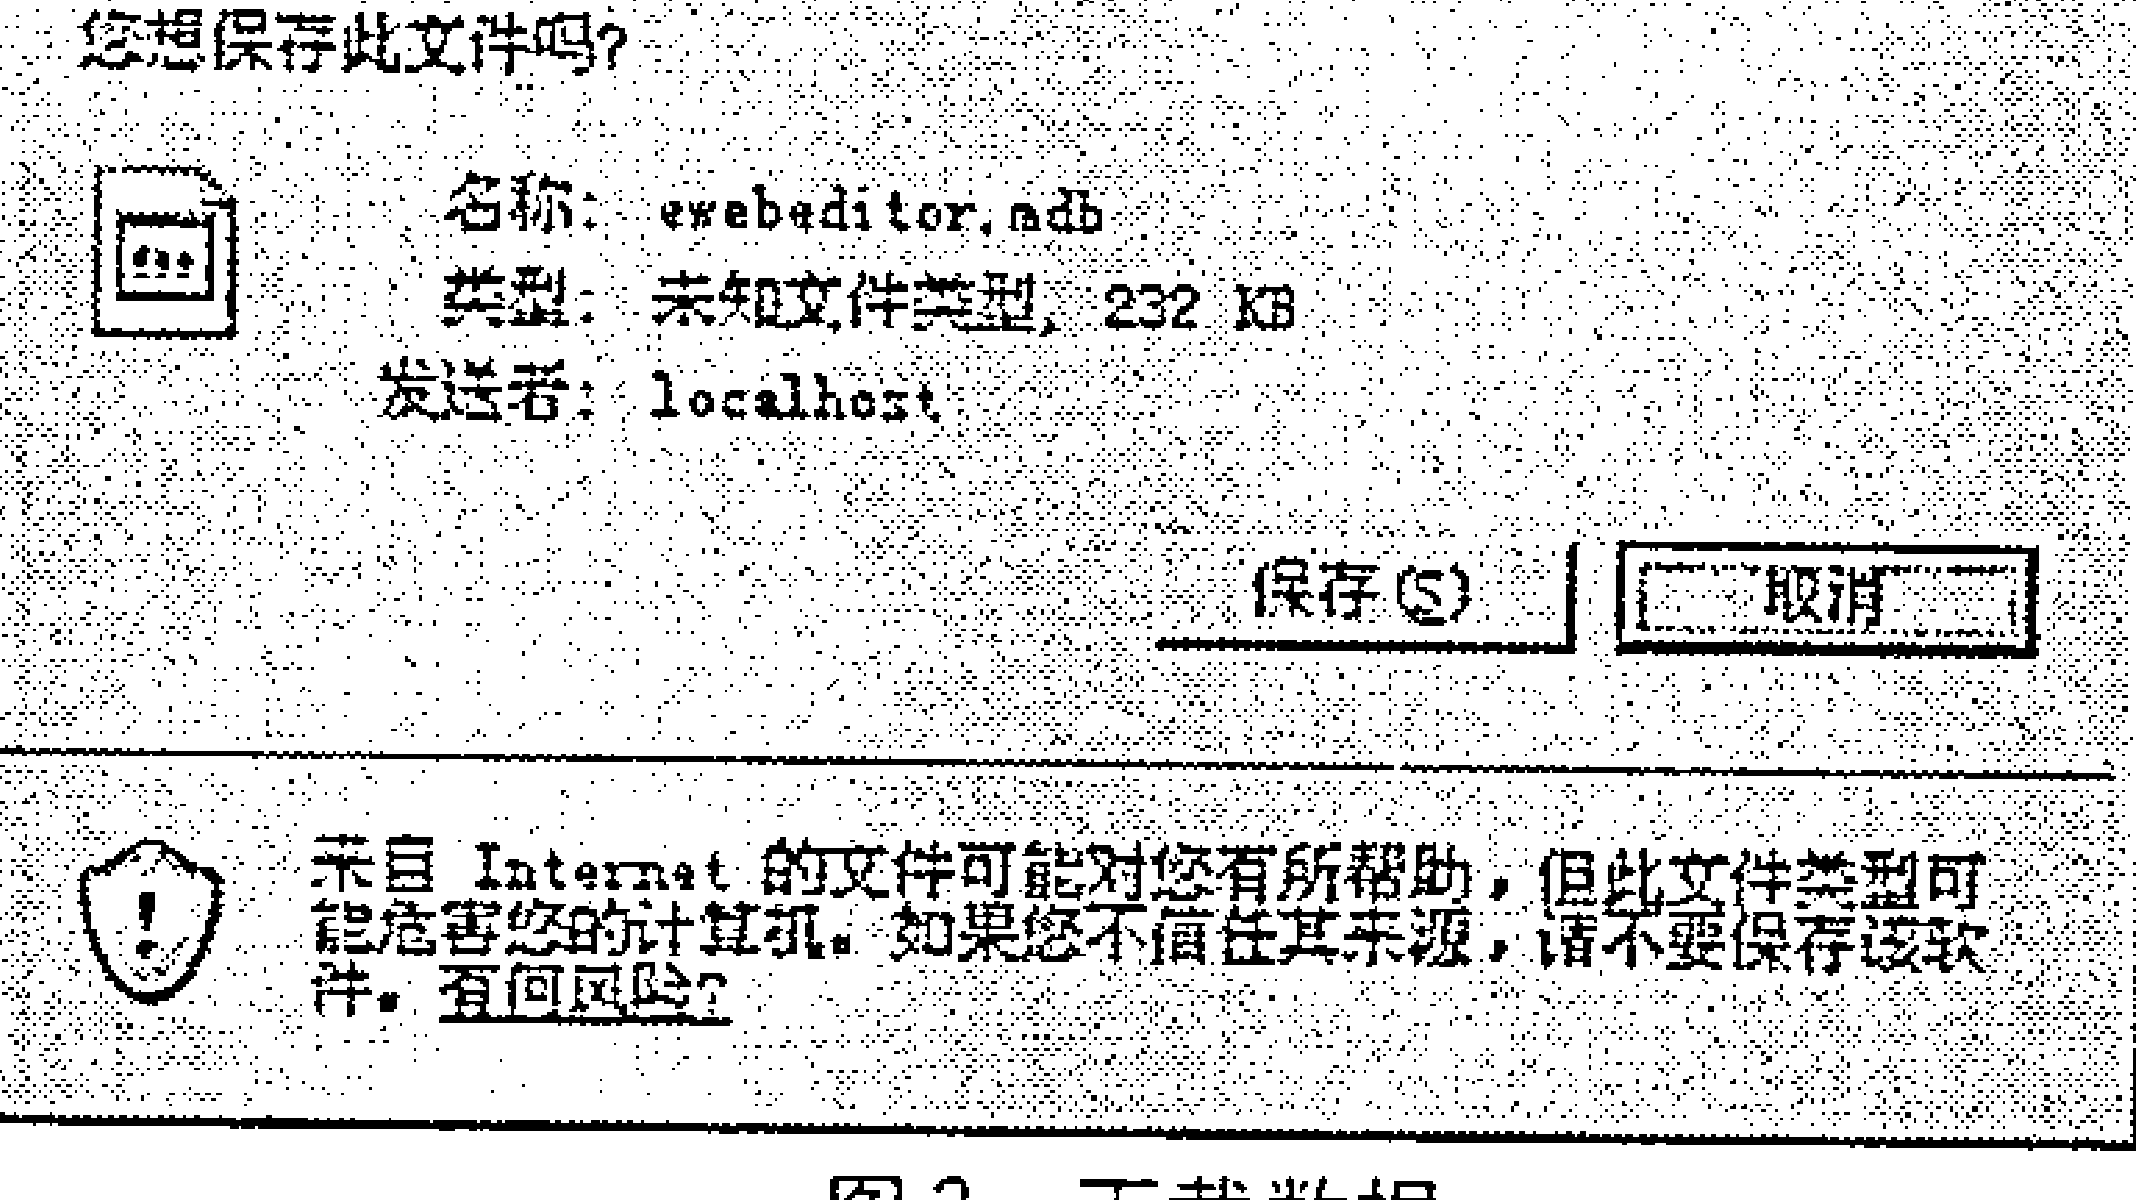 您想保存此文件吗?
名称: ewebeditor.mdb
类型: 未知文件类型, 232 KB
发送者: localhost
保存(S)
取消
来自 Internet 的文件可能对您有所帮助,但此文件类型可
能危害您的计算机。如果您不信任其来源,请不要保存该软
件。有何风险?